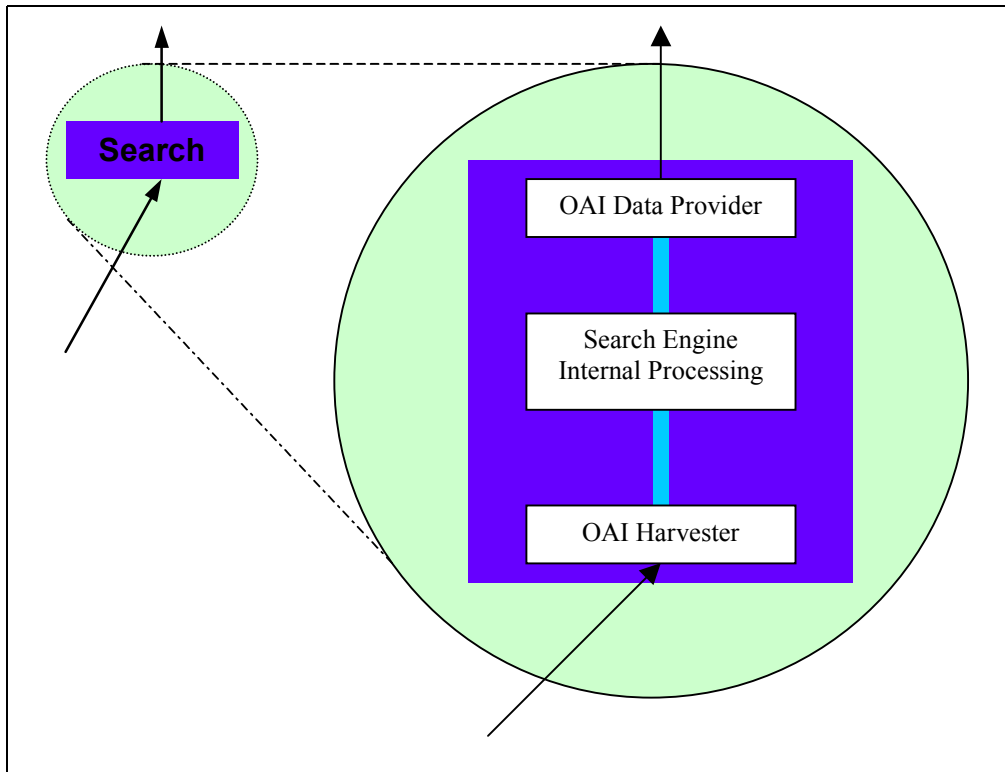 Search
OAI Data Provider
Search Engine
Internal Processing
OAI Harvester